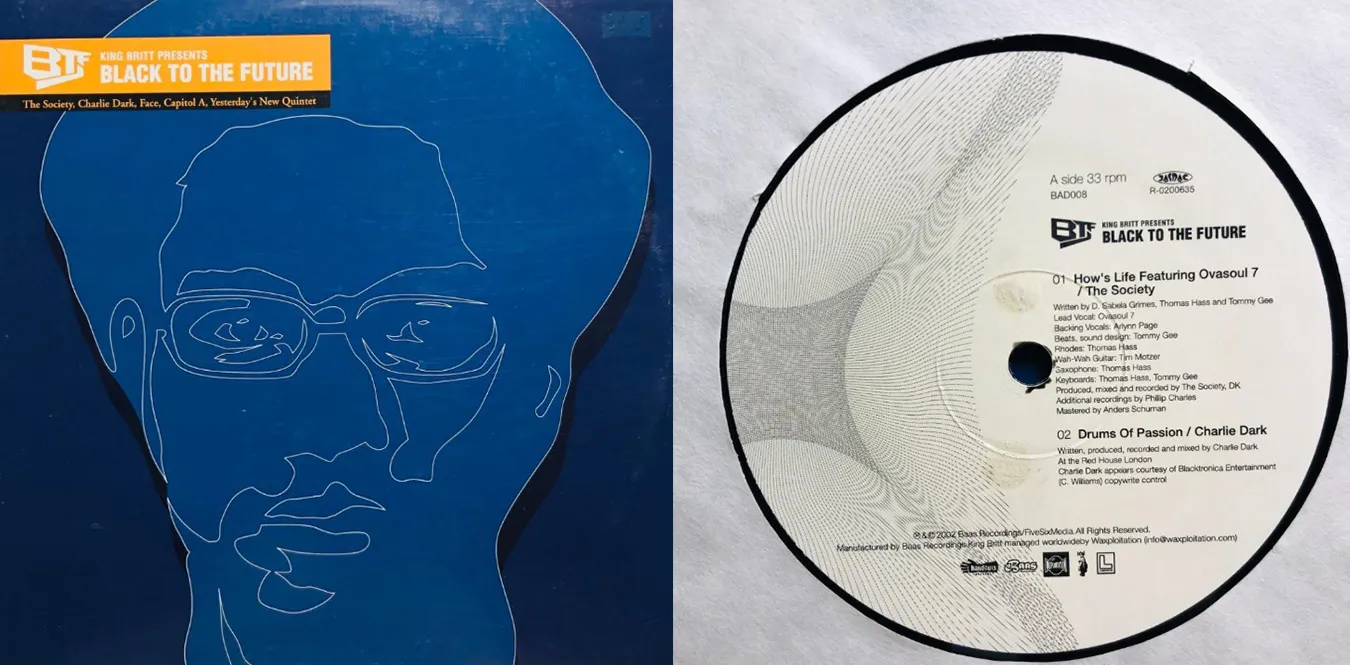 BTF
KING BRITT PRESENTS
BLACK TO THE FUTURE
The Society, Charlie Dark, Face, Capitol A, Yesterday's New Quintet
A side 33 rpm
BAD008
R-0200635
BTF
KING BRITT PRESENTS
BLACK TO THE FUTURE
01 How's Life Featuring Ovasoul 7
/ The Society
Written by D. Sabela Grimes, Thomas Hass and Tommy Gee
Lead Vocal: Ovasoul 7
Backing Vocals: Arlynn Page
Beats, sound design: Tommy Gee
Rhodes: Thomas Hass
Wah-Wah Guitar: Tim Motzer
Saxophone: Thomas Hass
Keyboards: Thomas Hass, Tommy Gee
Produced, mixed and recorded by The Society, DK
Additional recordings by Phillip Charles
Mastered by Anders Schuman
02 Drums Of Passion / Charlie Dark
Written, produced, recorded and mixed by Charlie Dark
At the Red House London
Charlie Dark appears courtesy of Blacktronica Entertainment
(C. Williams) copywrite control
℗ & © 2002 Baas Recordings/FiveSixMedia. All Rights Reserved.
Manufactured by Baas Recordings.King Britt managed worldwideby Waxploitation (info@waxploitation.com)
Baas